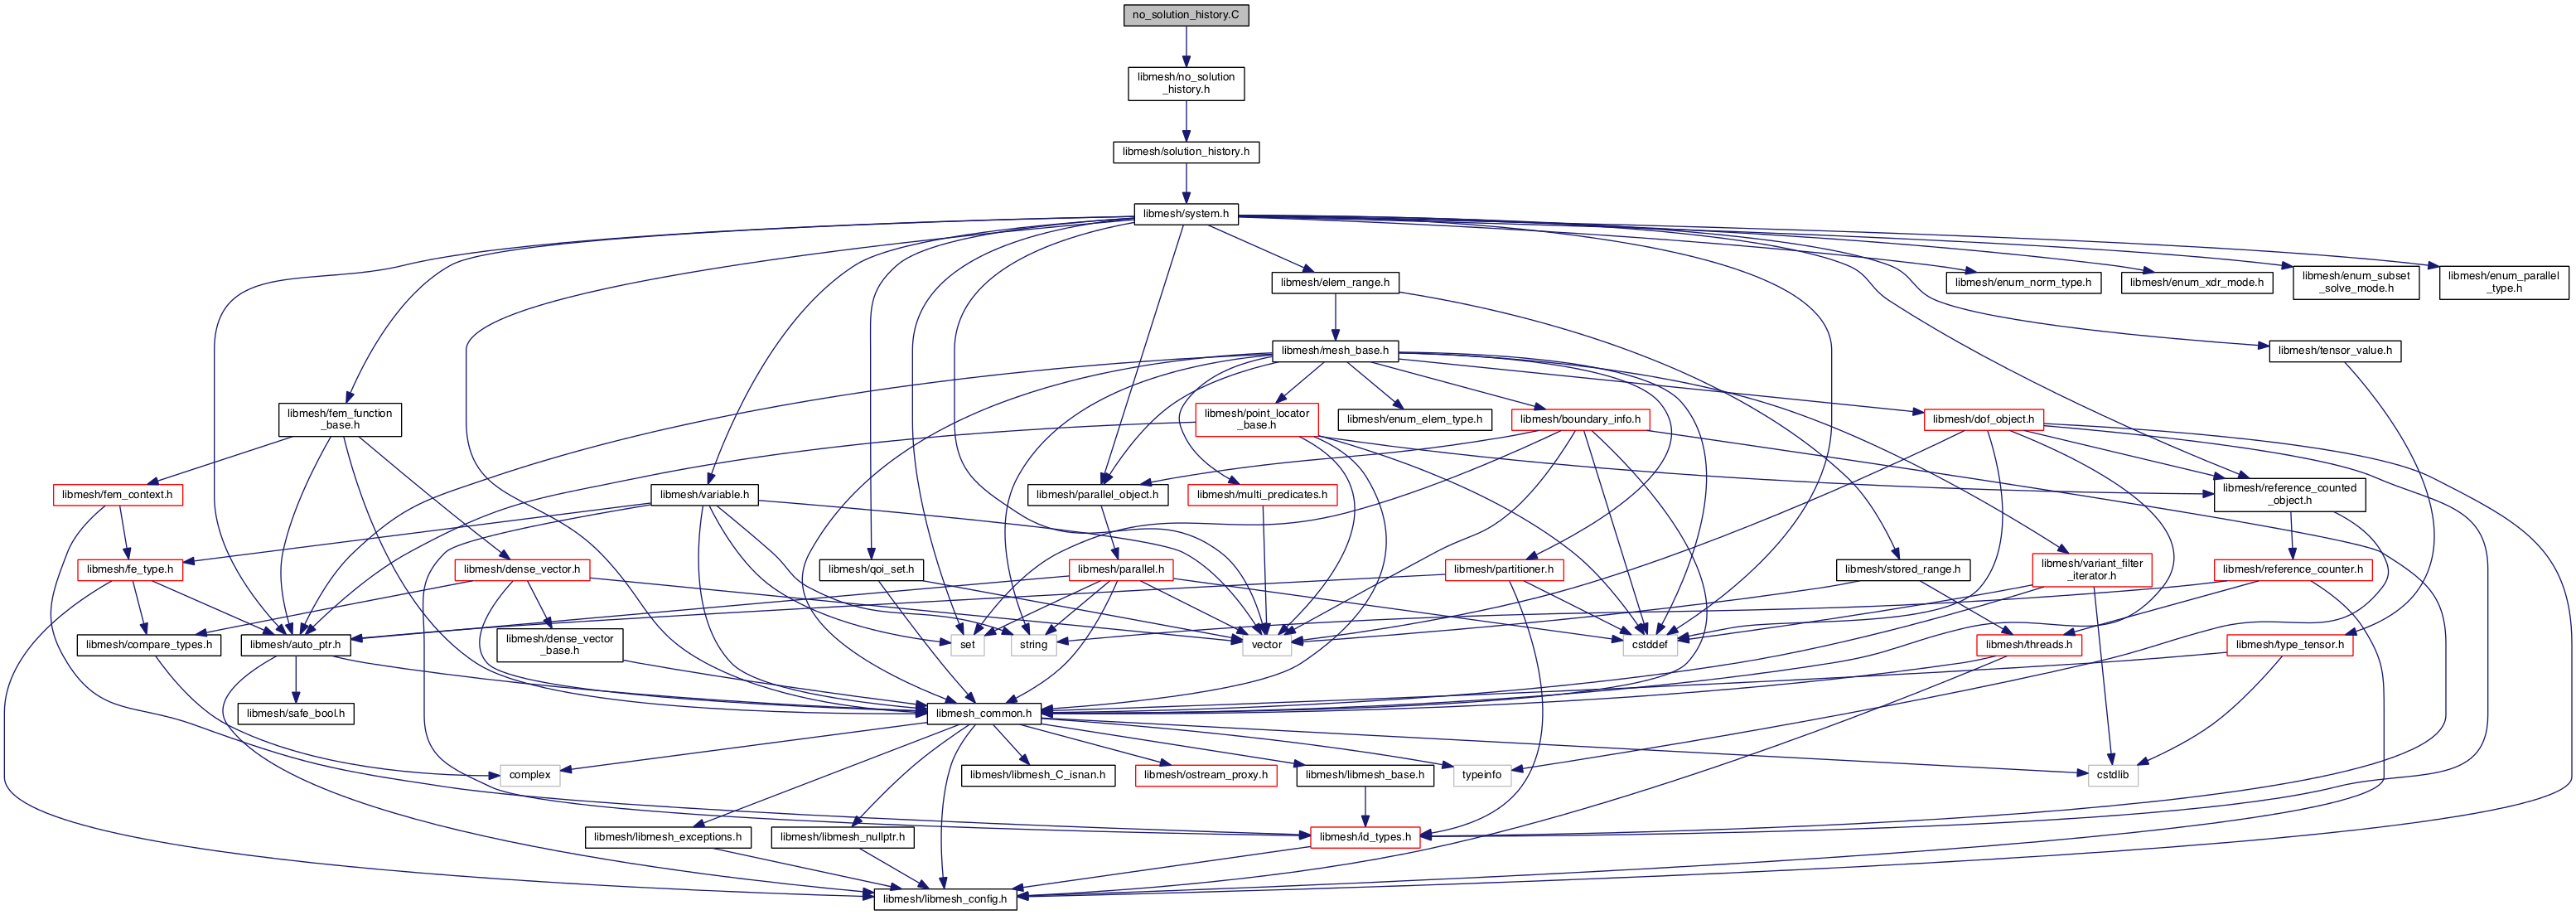 no_solution_history.C
libmesh/no_solution
_history.h
libmesh/solution_history.h
libmesh/system.h
libmesh/elem_range.h
libmesh/enum_norm_type.h
libmesh/enum_xdr_mode.h
libmesh/enum_subset
_solve_mode.h
libmesh/enum_parallel
_type.h
libmesh/mesh_base.h
libmesh/tensor_value.h
libmesh/fem_function
_base.h
libmesh/point_locator
_base.h
libmesh/enum_elem_type.h
libmesh/boundary_info.h
libmesh/dof_object.h
libmesh/fem_context.h
libmesh/variable.h
libmesh/parallel_object.h
libmesh/multi_predicates.h
libmesh/reference_counted
_object.h
libmesh/fe_type.h
libmesh/dense_vector.h
libmesh/qoi_set.h
libmesh/parallel.h
libmesh/partitioner.h
libmesh/stored_range.h
libmesh/variant_filter
_iterator.h
libmesh/reference_counter.h
libmesh/compare_types.h
libmesh/auto_ptr.h
libmesh/dense_vector
_base.h
set
string
vector
cstddef
libmesh/threads.h
libmesh/type_tensor.h
libmesh/safe_bool.h
libmesh_common.h
complex
libmesh/libmesh_C_isnan.h
libmesh/ostream_proxy.h
libmesh/libmesh_base.h
typeinfo
cstdlib
libmesh/libmesh_exceptions.h
libmesh/libmesh_nullptr.h
libmesh/id_types.h
libmesh/libmesh_config.h